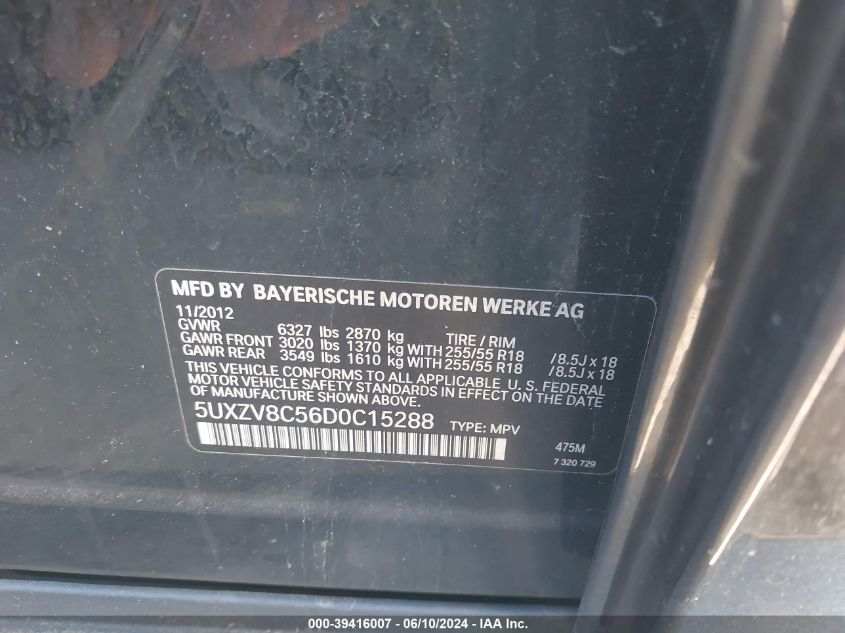 MFD BY BAYERISCHE MOTOREN WERKE AG
11/2012
GVWR 6327 lbs 2870 kg TIRE / RIM
GAWR FRONT 3020 lbs 1370 kg WITH 255/55 R18 /8.5J x 18
GAWR REAR 3549 lbs 1610 kg WITH 255/55 R18 /8.5J x 18
THIS VEHICLE CONFORMS TO ALL APPLICABLE U. S. FEDERAL
MOTOR VEHICLE SAFETY STANDARDS IN EFFECT ON THE DATE
OF MANUFACTURE SHOWN ABOVE.
5UXZV8C56D0C15288 TYPE: MPV
475M
7 320 729
000-39416007 - 06/10/2024 - IAA Inc.